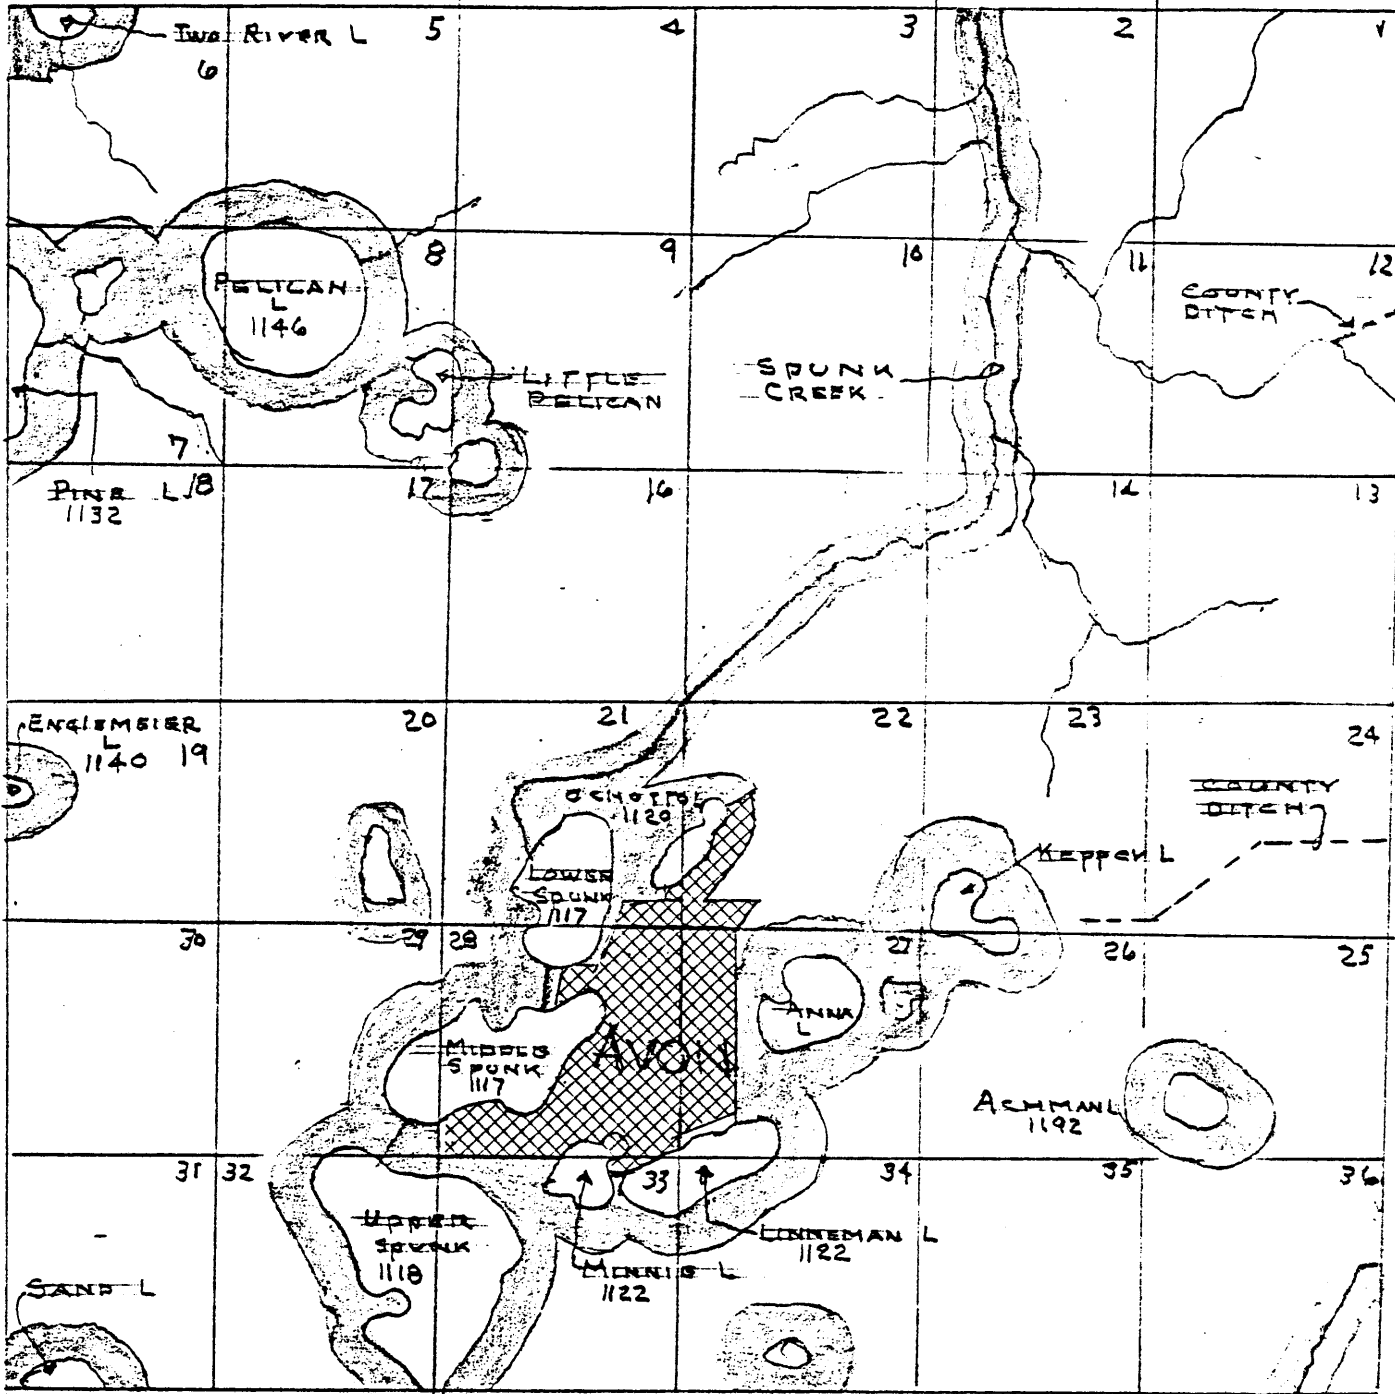 TWO RIVER L 5 4 3 2
6
8 9 10 11 12
PELICAN
L
1146
COUNTY
DITCH
LITTLE
PELICAN
SPUNK
CREEK
7
PINE L 18 17 16 14 13
1132
ENGLEMEIER
L
1140 19 20 21 22 23 24
COUNTY
DITCH
1120
KEPPER L
LOWER
SPUNK
1117
30 29 28 27 26 25
ANNA
L
MIDDLE
SPUNK
1117
AVON
ACHMAN L
1192
31 32 33 34 35 36
UPPER
SPUNK
1118
LINNEMAN L
1122
MINNIE L
1122
SAND L